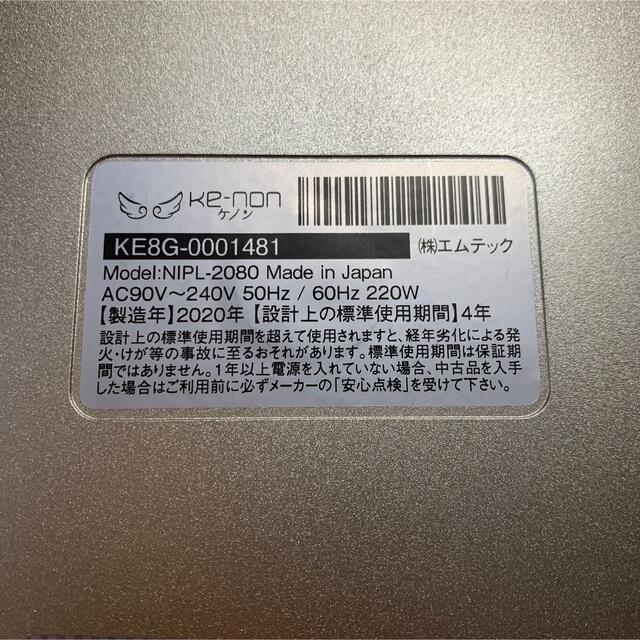 Ke-non
ケノン
KE8G-0001481
㈱エムテック
Model:NIPL-2080 Made in Japan
AC90V～240V 50Hz / 60Hz 220W
【製造年】2020年【設計上の標準使用期間】4年
設計上の標準使用期間を超えて使用されますと、経年劣化による発
火・けが等の事故に至るおそれがあります。標準使用期間は保証期
間ではありません。1年以上電源を入れていない場合、中古品を入手
した場合はご利用前に必ずメーカーの「安心点検」を受けて下さい。